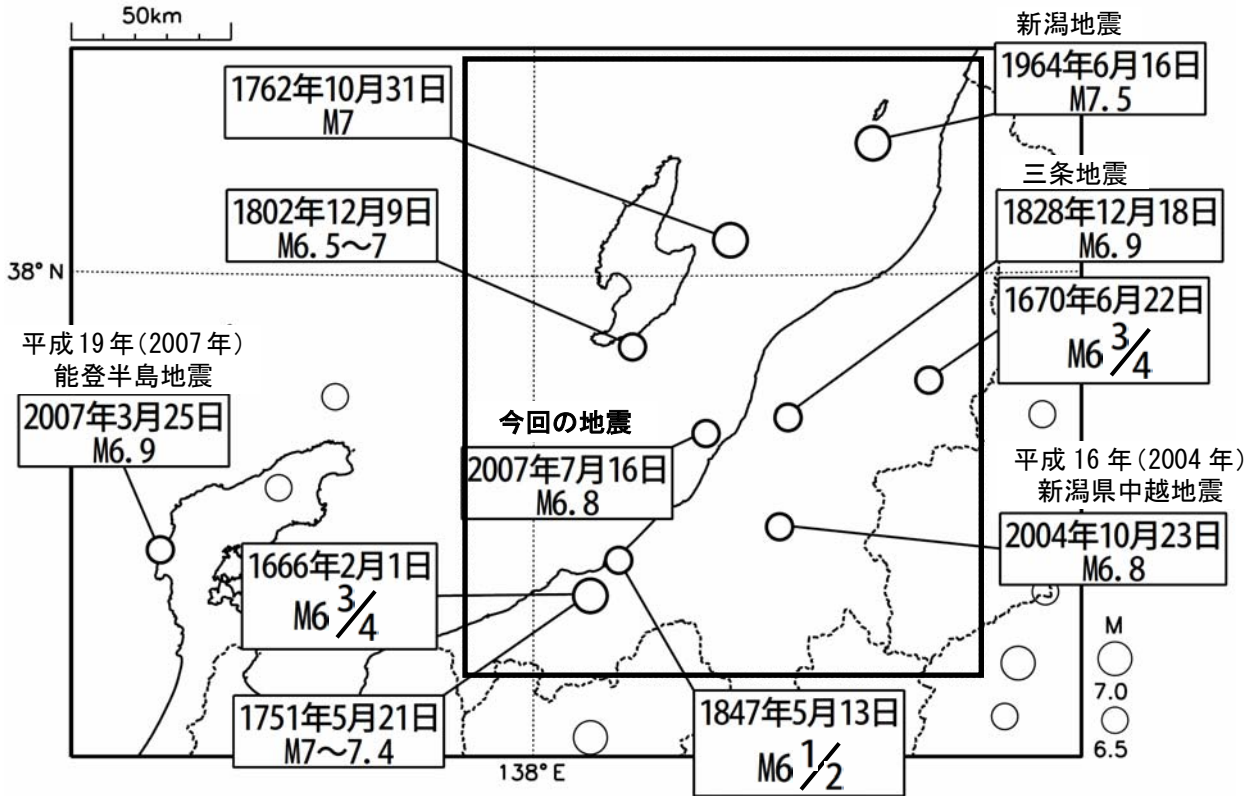 50km
新潟地震
1964年6月16日
M7.5
1762年10月31日
M7
三条地震
1828年12月18日
M6.9
1802年12月9日
M6.5～7
38°N
1670年6月22日
M6 3/4
平成19年(2007年)
能登半島地震
2007年3月25日
M6.9
今回の地震
2007年7月16日
M6.8
平成16年(2004年)
新潟県中越地震
2004年10月23日
M6.8
1666年2月1日
M6 3/4
1751年5月21日
M7～7.4
1847年5月13日
M6 1/2
138°E
M
7.0
6.5